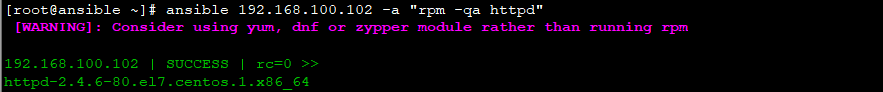 [root@ansible ~]# ansible 192.168.100.102 -a "rpm -qa httpd"
[WARNING]: Consider using yum, dnf or zypper module rather than running rpm
192.168.100.102 | SUCCESS | rc=0 >>
httpd-2.4.6-80.el7.centos.1.x86_64